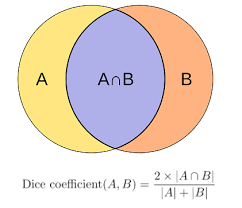 A A∩B B
Dice coefficient(A, B) = 2 × |A ∩ B| / |A| + |B|